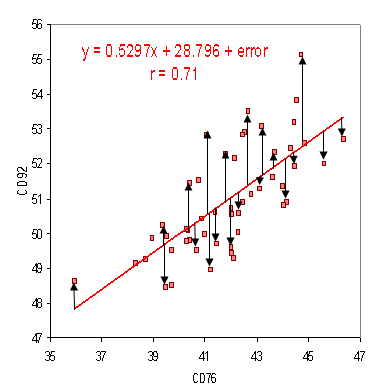 56
y = 0.5297x + 28.796 + error
r = 0.71
55
54
53
52
51
50
49
48
47
CD92
35 37 39 41 43 45 47
CD76